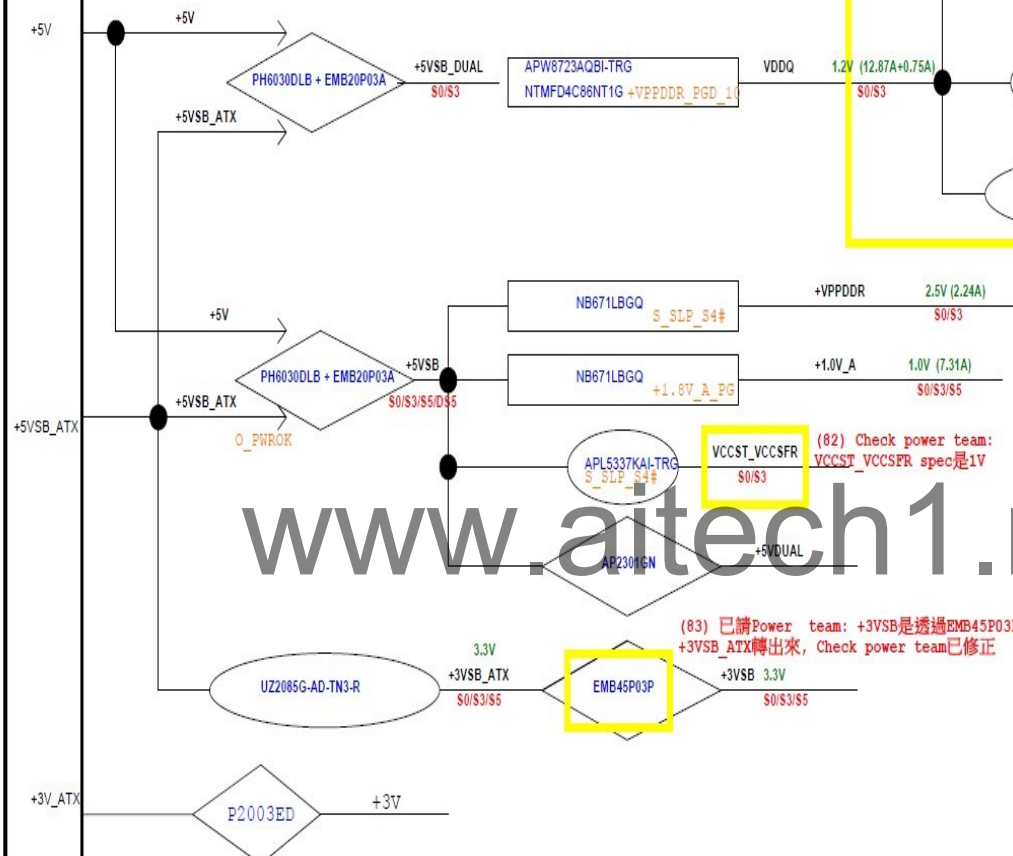 +5V
+5V
PH6030DLB + EMB20P03A
+5VSB_DUAL
S0/S3
APW8723AQBI-TRG
NTMFD4C86NT1G +VPPDDR_PGD_10
VDDQ
1.2V (12.87A+0.75A)
S0/S3
+5VSB_ATX
+5V
NB671LBGQ
S_SLP_S4#
+VPPDDR
2.5V (2.24A)
S0/S3
PH6030DLB + EMB20P03A
+5VSB
S0/S3/S5/DS5
NB671LBGQ
+1.8V_A_PG
+1.0V_A
1.0V (7.31A)
S0/S3/S5
+5VSB_ATX
+5VSB_ATX
O_PWROK
APL5337KAI-TRG
S_SLP_S4#
VCCST_VCCSFR
S0/S3
(82) Check power team:
VCCST_VCCSFR spec是1V
www.aitech1.
AP2301GN
+5VDUAL
(83) 已請Power team: +3VSB是透過EMB45P03
+3VSB_ATX轉出來, Check power team已修正
UZ2085G-AD-TN3-R
3.3V
+3VSB_ATX
S0/S3/S5
EMB45P03P
+3VSB 3.3V
S0/S3/S5
+3V_ATX
P2003ED
+3V